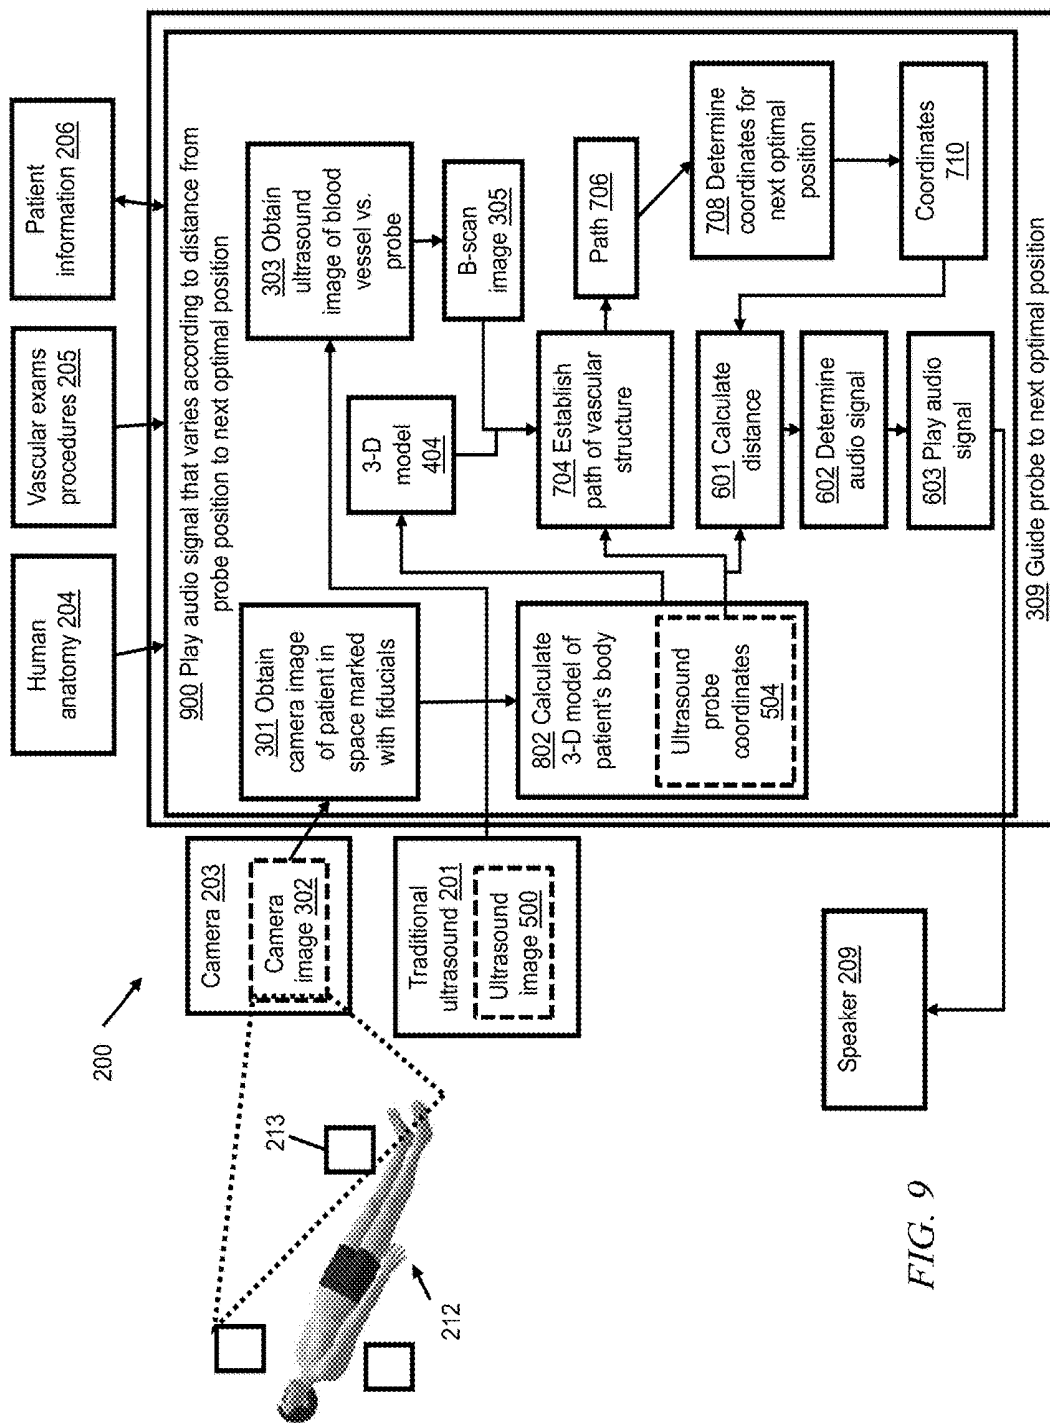 200
Human
anatomy 204
Vascular exams
procedures 205
Patient
information 206
900 Play audio signal that varies according to distance from
probe position to next optimal position
Camera 203
Camera
image 302
301 Obtain
camera image
of patient in
space marked
with fiducials
303 Obtain
ultrasound
image of blood
vessel vs.
probe
213
212
Traditional
ultrasound 201
Ultrasound
image 500
3-D
model
404
B-scan
image 305
802 Calculate
3-D model of
patient's body
Ultrasound
probe
coordinates
504
704 Establish
path of vascular
structure
Path 706
601 Calculate
distance
708 Determine
coordinates for
next optimal
position
602 Determine
audio signal
603 Play audio
signal
Coordinates
710
Speaker 209
309 Guide probe to next optimal position
FIG. 9